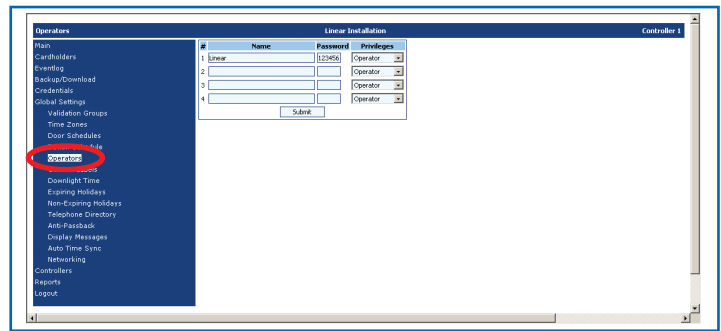 Operators Linear Installation Controller 1
Main
Cardholders
Eventlog
Backup/Download
Credentials
Global Settings
Validation Groups
Time Zones
Door Schedules
Operators
Downlight Time
Expiring Holidays
Non-Expiring Holidays
Telephone Directory
Anti-Passback
Display Messages
Auto Time Sync
Networking
Controllers
Reports
Logout
# Name Password Privileges
1 Linear 123456 Operator
2 Operator
3 Operator
4 Operator
Submit